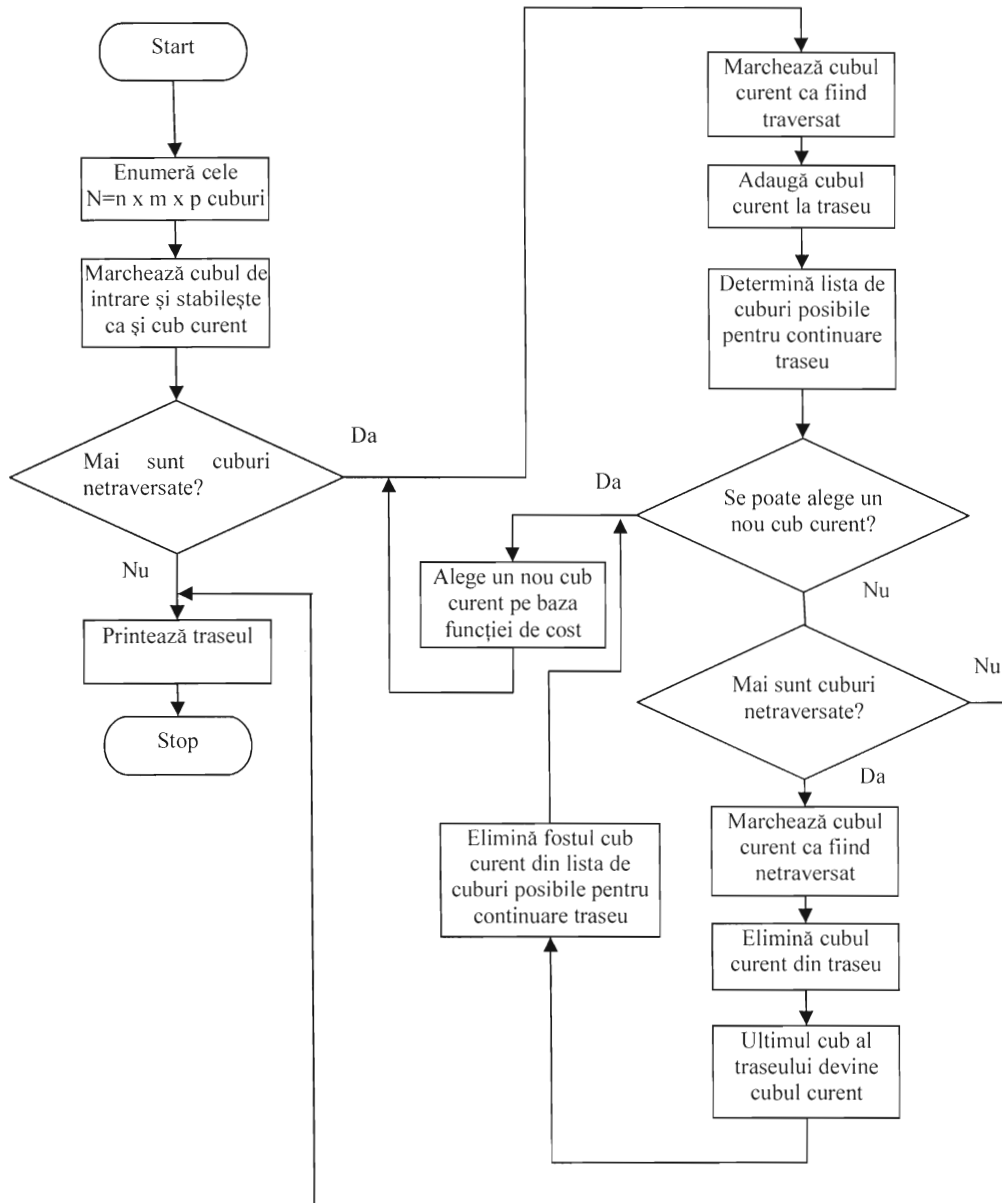 Start
Enumeră cele
N=n x m x p cuburi
Marchează cubul de
intrare și stabilește
ca și cub curent
Mai sunt cuburi
netraversate?
Da
Nu
Printează traseul
Stop
Marchează cubul
curent ca fiind
traversat
Adaugă cubul
curent la traseu
Determină lista de
cuburi posibile
pentru continuare
traseu
Se poate alege un
nou cub curent?
Da
Nu
Alege un nou cub
curent pe baza
funcției de cost
Mai sunt cuburi
netraversate?
Nu
Da
Marchează cubul
curent ca fiind
netraversat
Elimină cubul
curent din traseu
Ultimul cub al
traseului devine
cubul curent
Elimină fostul cub
curent din lista de
cuburi posibile pentru
continuare traseu